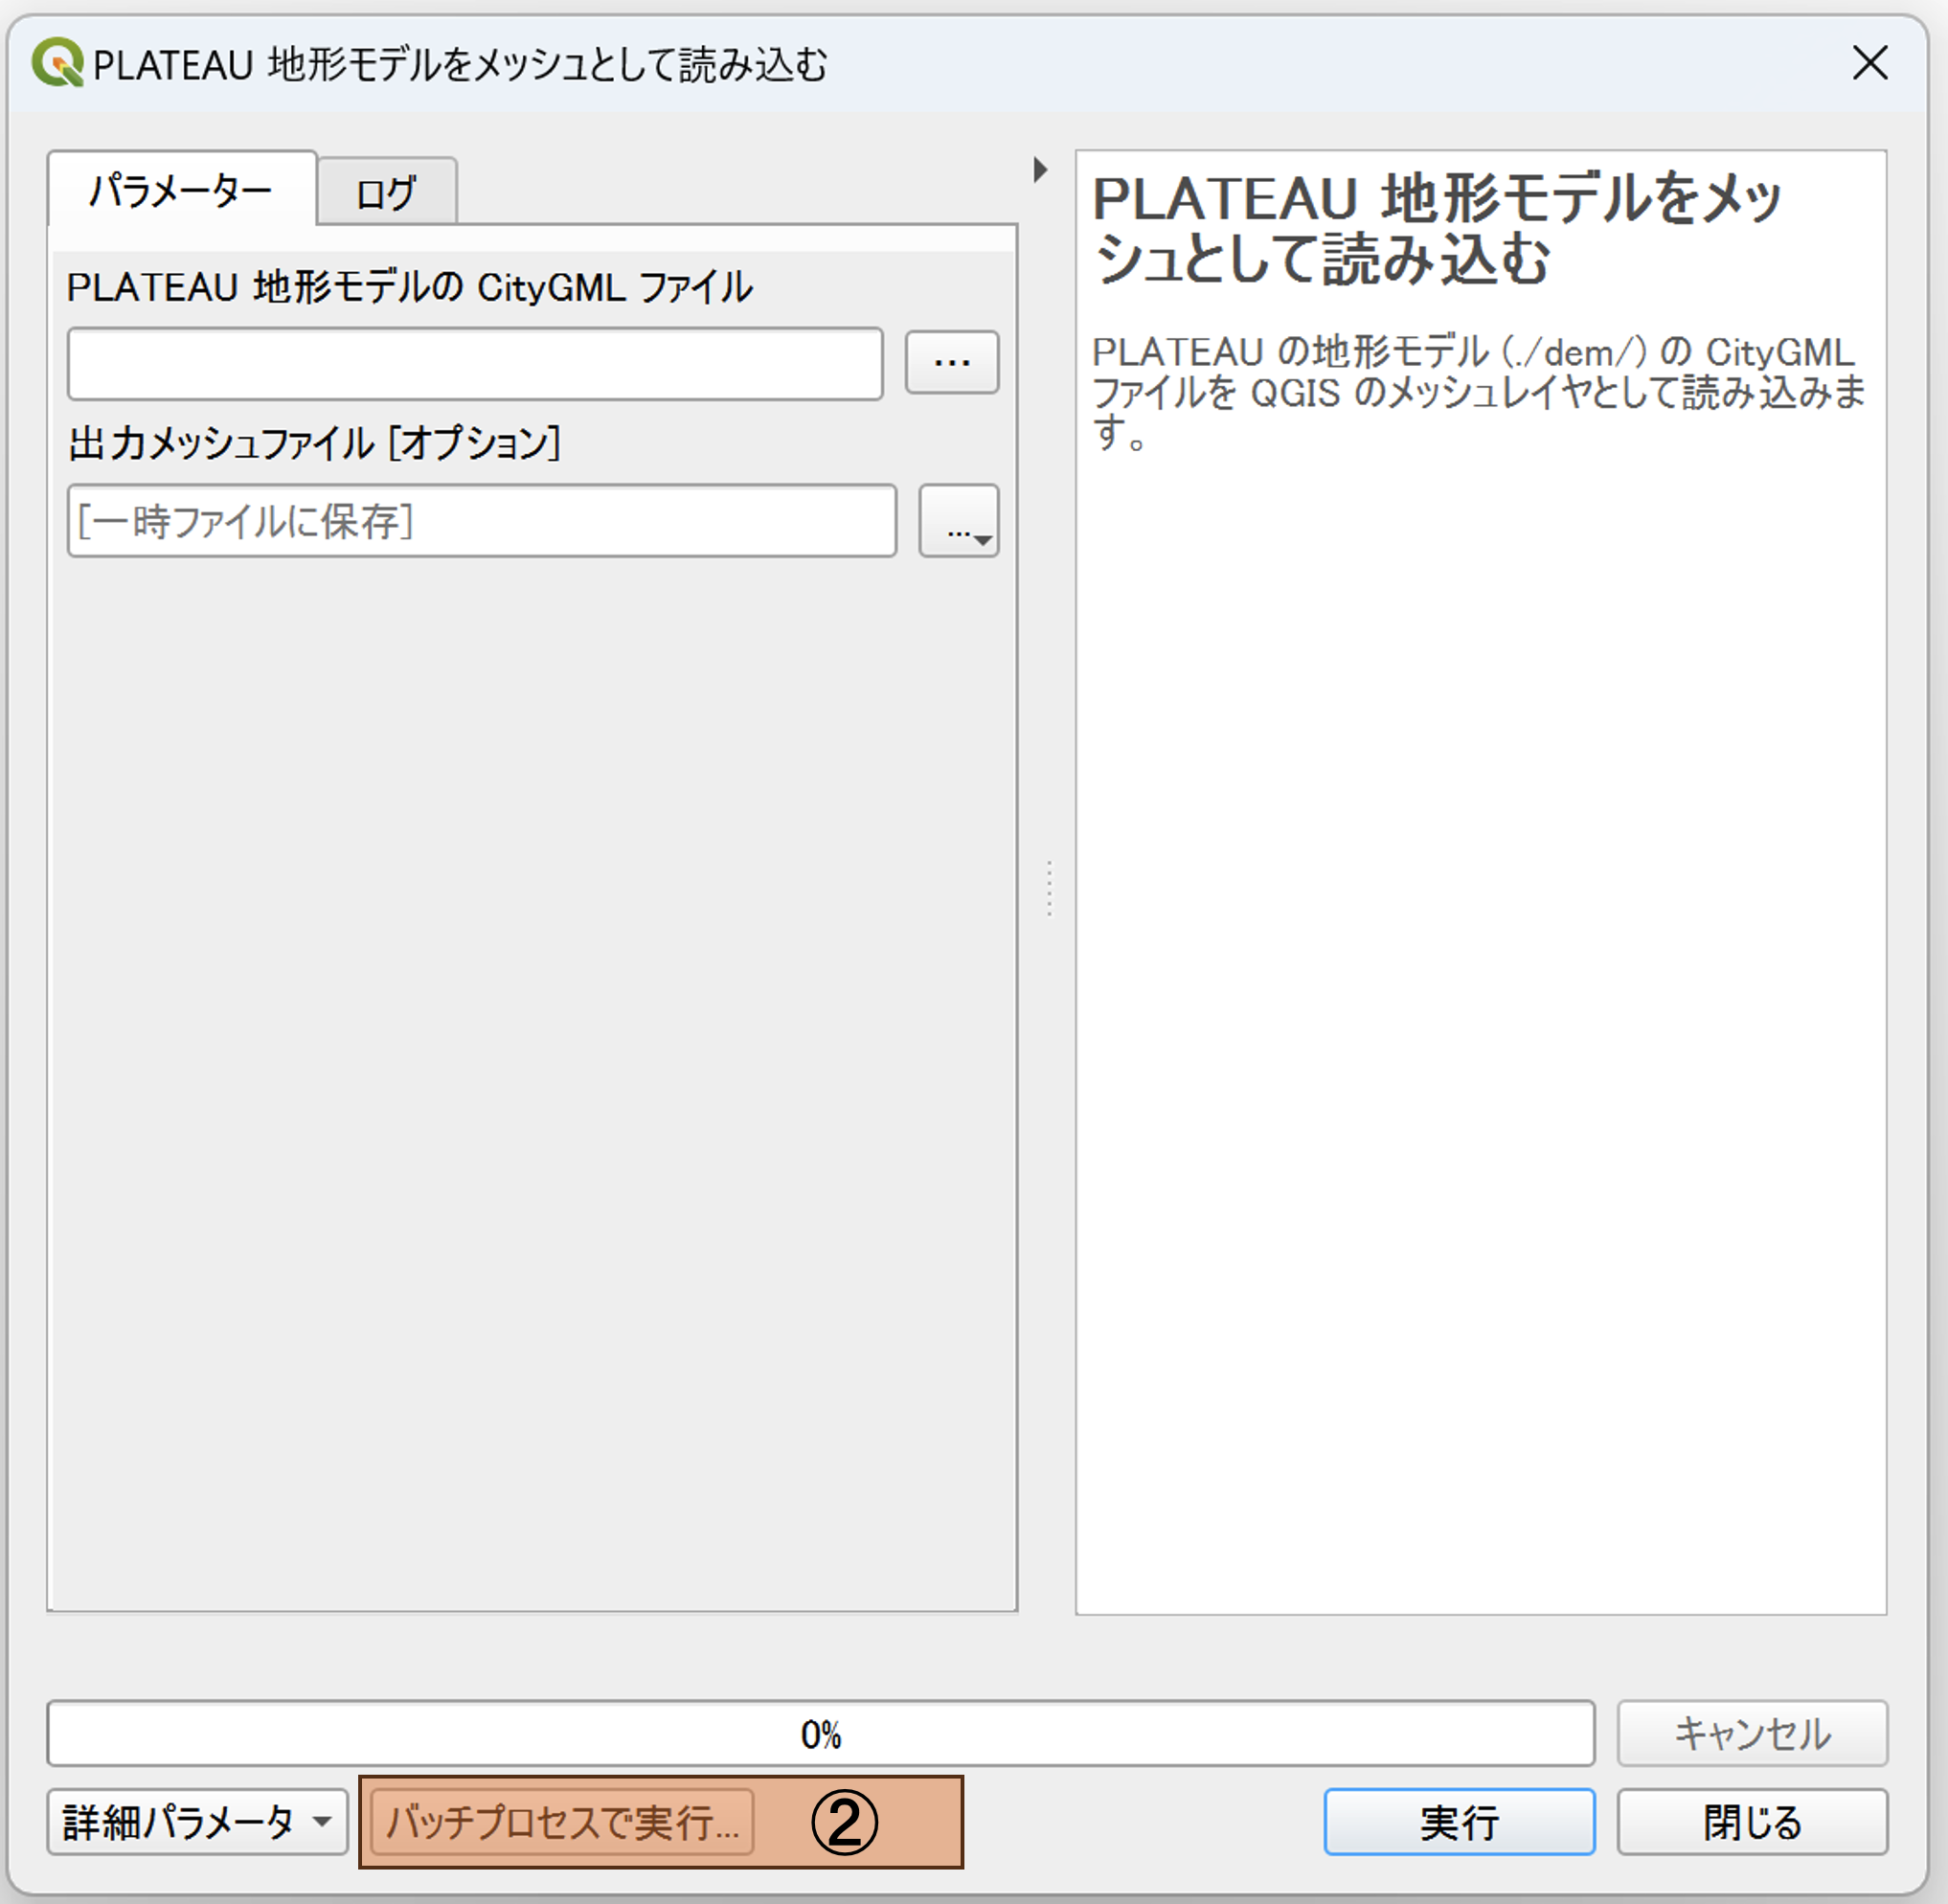 PLATEAU 地形モデルをメッシュとして読み込む
パラメーター
ログ
PLATEAU 地形モデルの CityGML ファイル
...
出力メッシュファイル [オプション]
[一時ファイルに保存]
...
PLATEAU 地形モデルをメッ
シュとして読み込む
PLATEAU の地形モデル (./dem/) の CityGML
ファイルを QGIS のメッシュレイヤとして読み込みま
す。
0%
キャンセル
詳細パラメータ
バッチプロセスで実行...
②
実行
閉じる